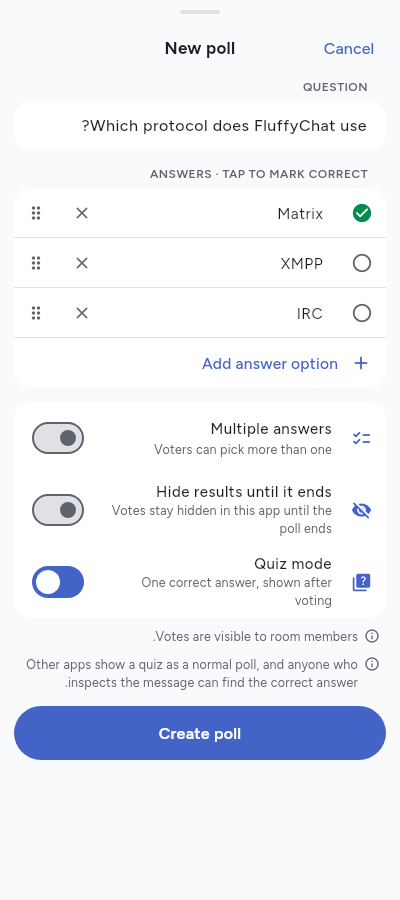 New poll
Cancel
QUESTION
Which protocol does FluffyChat use?
ANSWERS · TAP TO MARK CORRECT
Matrix
XMPP
IRC
Add answer option
Multiple answers
Voters can pick more than one
Hide results until it ends
Votes stay hidden in this app until the
poll ends
Quiz mode
One correct answer, shown after
voting
Votes are visible to room members.
Other apps show a quiz as a normal poll, and anyone who
inspects the message can find the correct answer.
Create poll